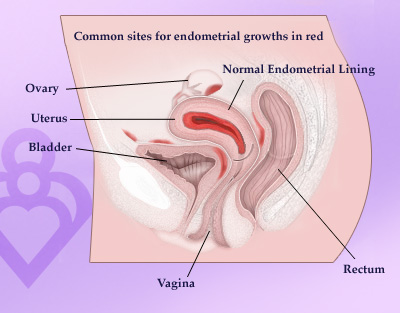 Common sites for endometrial growths in red
Normal Endometrial Lining
Ovary
Uterus
Bladder
Rectum
Vagina